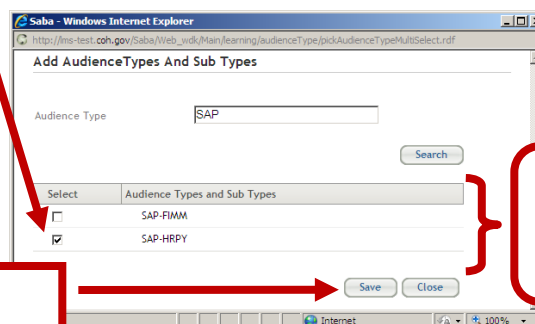 Saba - Windows Internet Explorer
http://lms-test.coh.gov/Saba/Web_wdk/Main/learning/audienceType/pickAudienceTypeMultiSelect.rdf
Add AudienceTypes And Sub Types
Audience Type SAP
Search
Select Audience Types and Sub Types
SAP-FIMM
SAP-HRPY
Save Close
Internet 100%